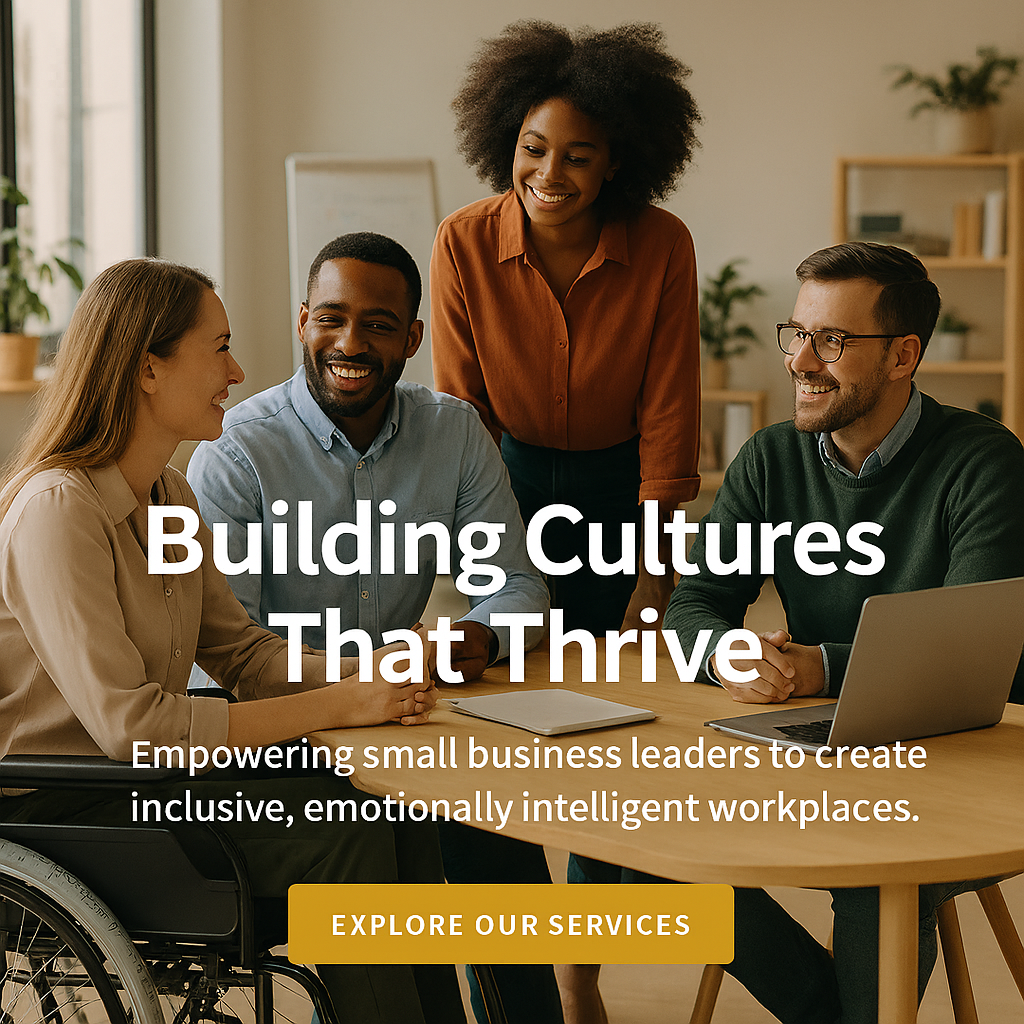 Building Cultures
That Thrive
Empowering small business leaders to create
inclusive, emotionally intelligent workplaces.
EXPLORE OUR SERVICES